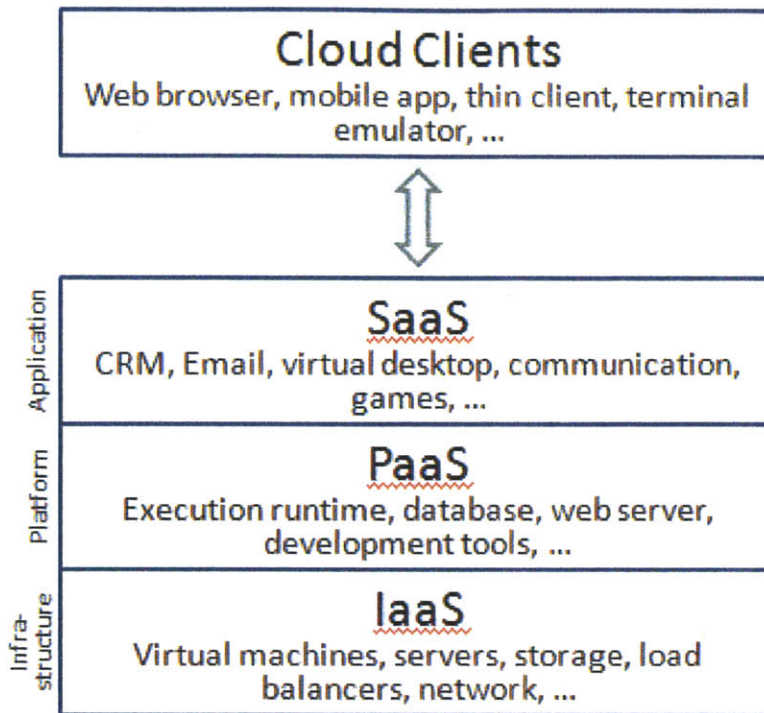 Cloud Clients
Web browser, mobile app, thin client, terminal
emulator, ...
Application
SaaS
CRM, Email, virtual desktop, communication,
games, ...
Platform
PaaS
Execution runtime, database, web server,
development tools, ...
Infra-
structure
IaaS
Virtual machines, servers, storage, load
balancers, network, ...